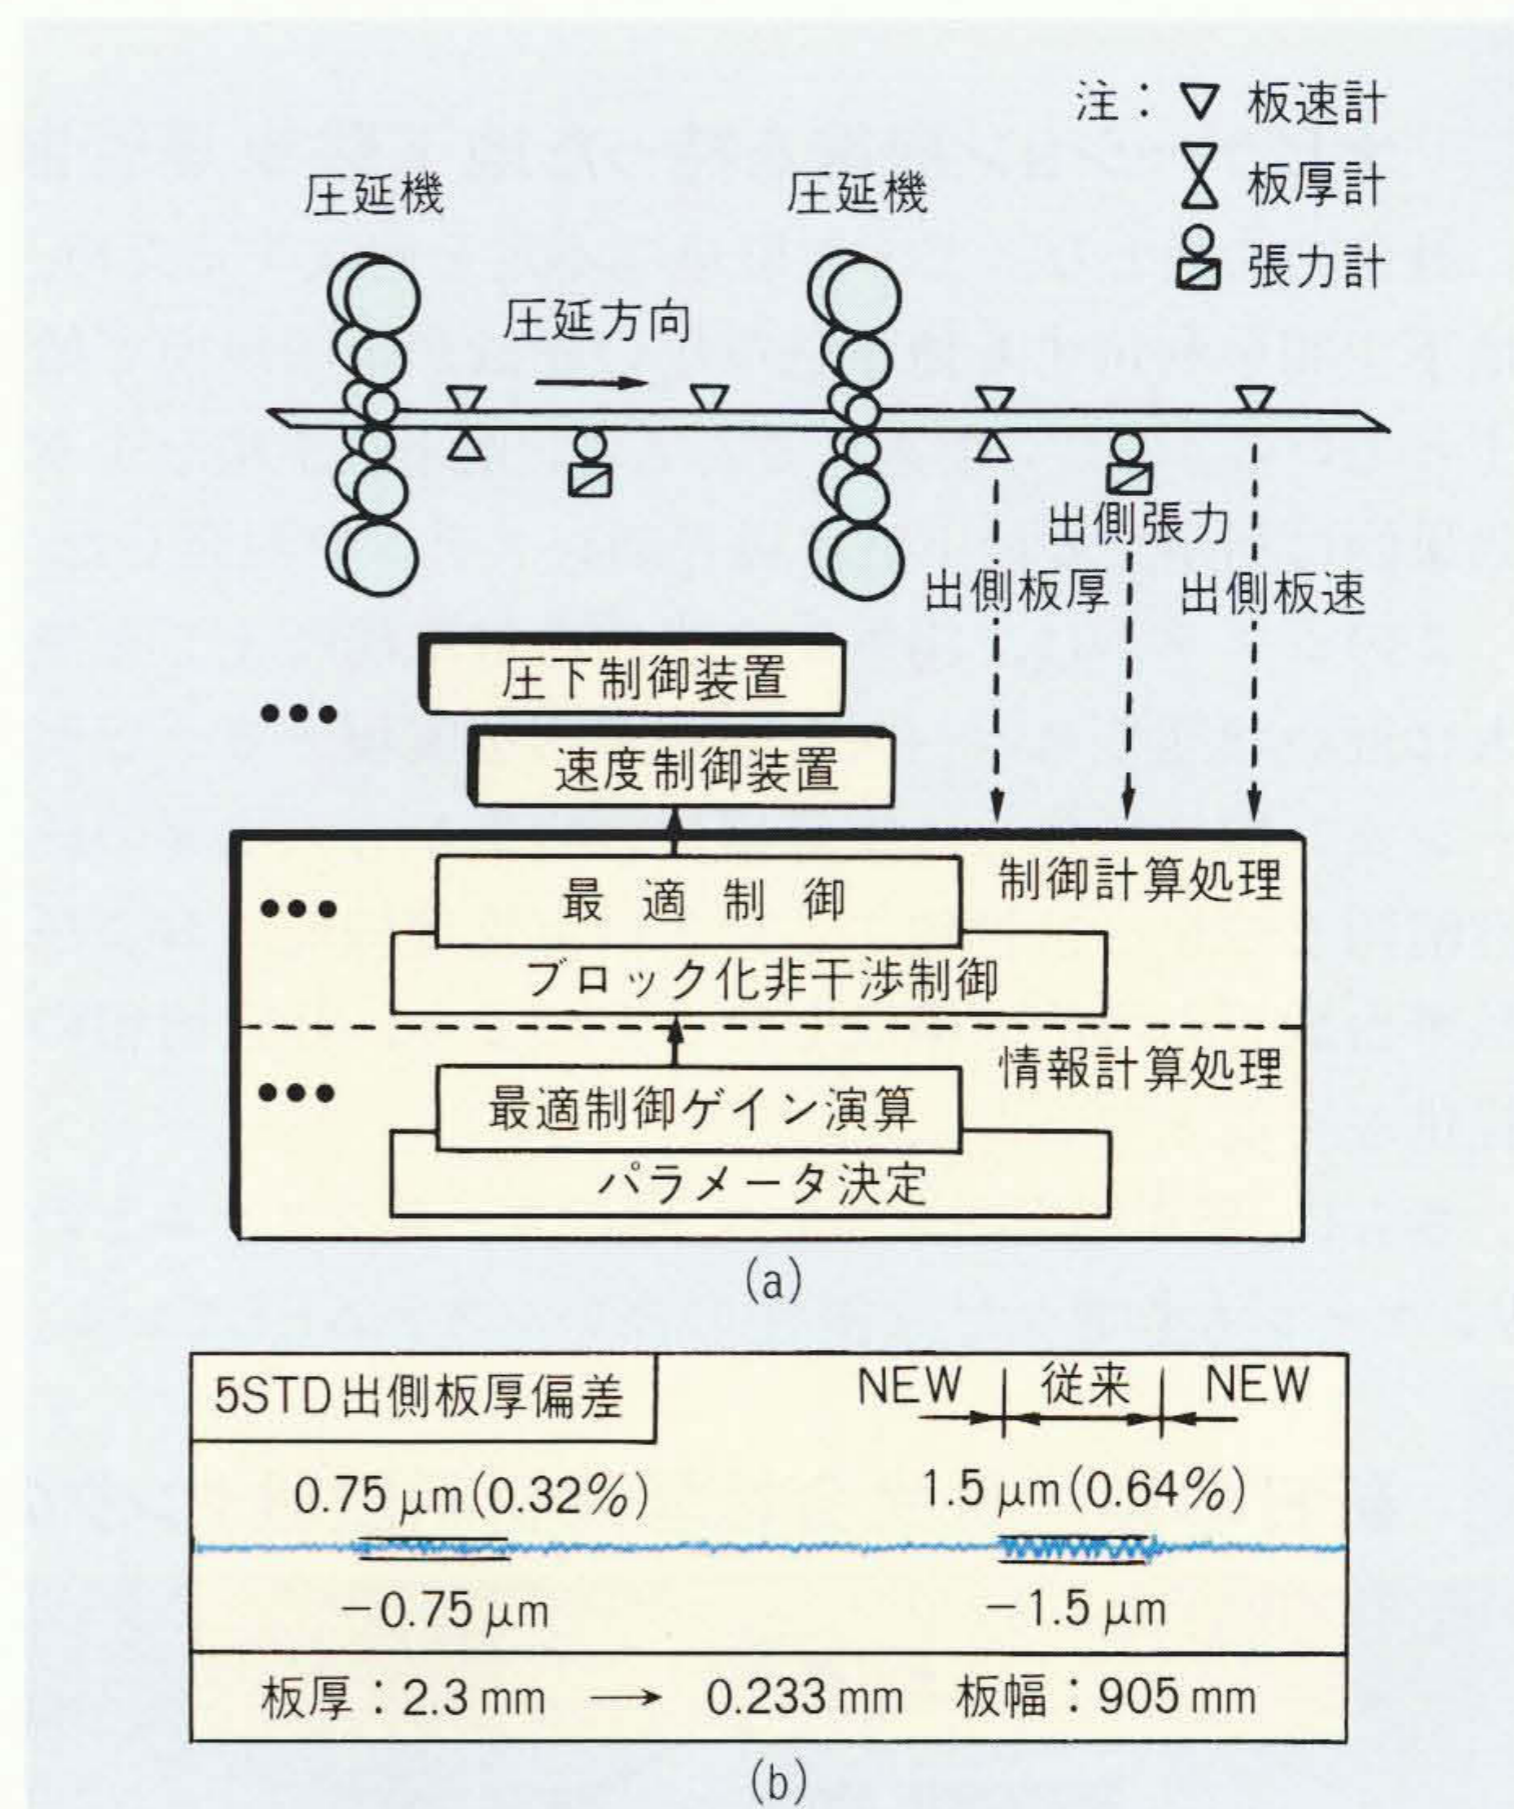 注：▽ 板速計
板厚計
張力計
圧延機
圧延機
圧延方向
出側張力
出側板厚
出側板速
圧下制御装置
•••
速度制御装置
制御計算処理
•••
最適制御
ブロック化非干渉制御
情報計算処理
•••
最適制御ゲイン演算
パラメータ決定
(a)
5STD出側板厚偏差
NEW 従来 NEW
0.75 μm(0.32%)
1.5 μm(0.64%)
−0.75 μm
−1.5 μm
板厚：2.3 mm → 0.233 mm 板幅：905 mm
(b)